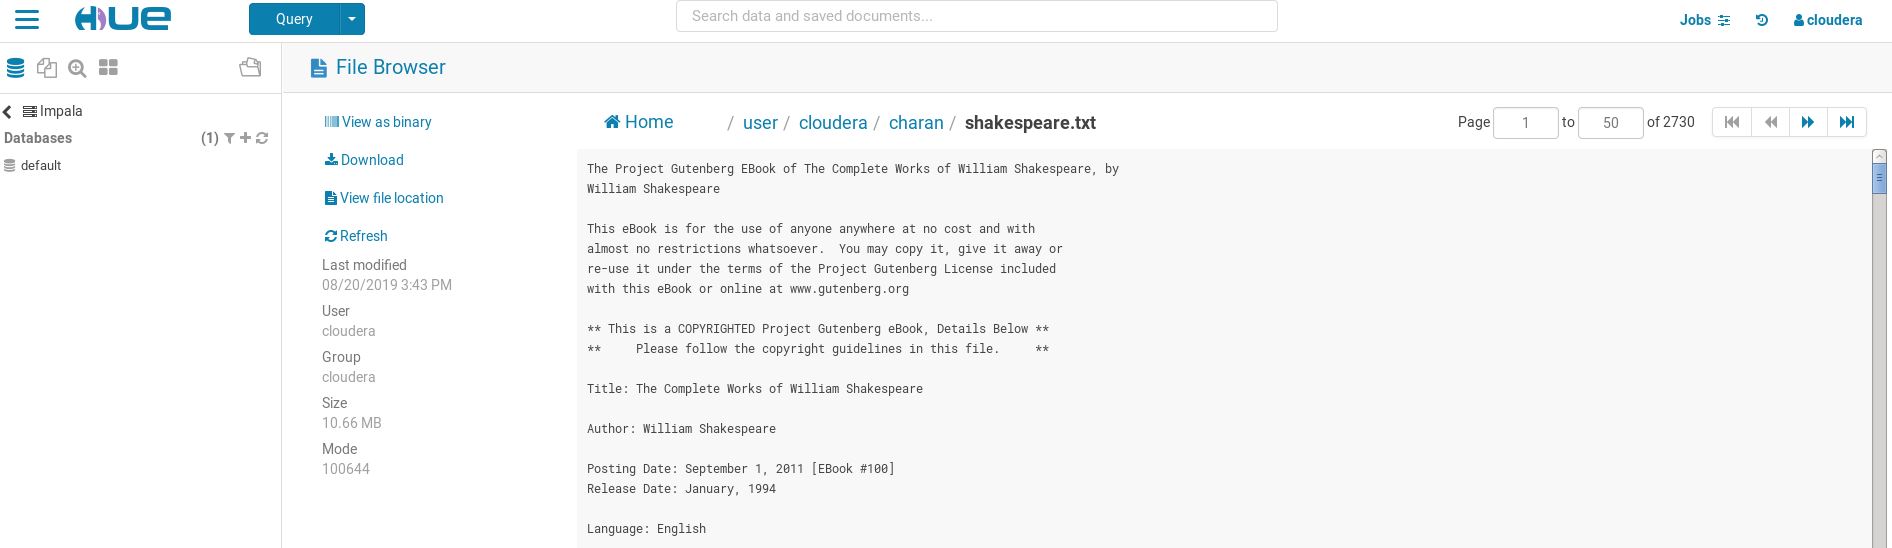 HUE
Query
Search data and saved documents...
Jobs
cloudera
File Browser
Impala
Databases (1)
default
View as binary
Download
View file location
Refresh
Last modified
08/20/2019 3:43 PM
User
cloudera
Group
cloudera
Size
10.66 MB
Mode
100644
Home / user / cloudera / charan / shakespeare.txt
Page 1 to 50 of 2730
The Project Gutenberg EBook of The Complete Works of William Shakespeare, by
William Shakespeare
This eBook is for the use of anyone anywhere at no cost and with
almost no restrictions whatsoever.  You may copy it, give it away or
re-use it under the terms of the Project Gutenberg License included
with this eBook or online at www.gutenberg.org
** This is a COPYRIGHTED Project Gutenberg eBook, Details Below **
**     Please follow the copyright guidelines in this file.     **
Title: The Complete Works of William Shakespeare
Author: William Shakespeare
Posting Date: September 1, 2011 [EBook #100]
Release Date: January, 1994
Language: English